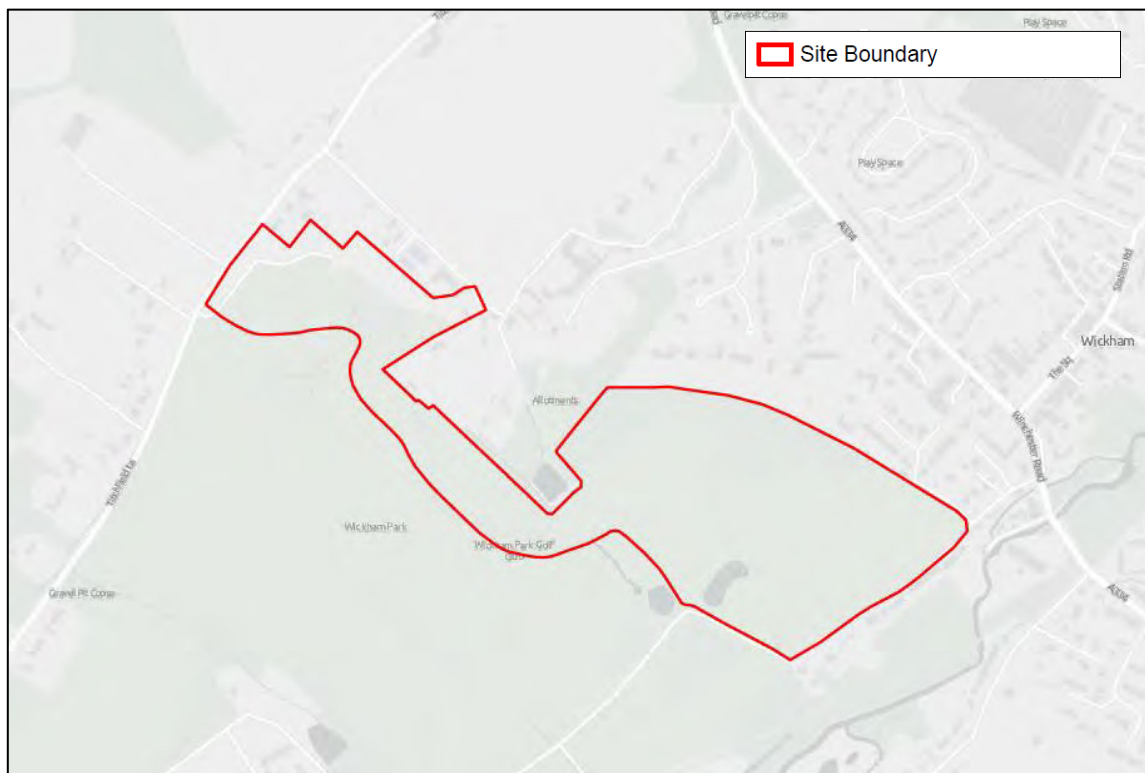 Gravelpit Copse
Play Space
Site Boundary
Play Space
A334
Station Rd
Wickham
The Sq
Allotments
Winchester Road
Titchfield La
Wickham Park
Wickham Park Golf
Club
Gravel Pit Copse
A334